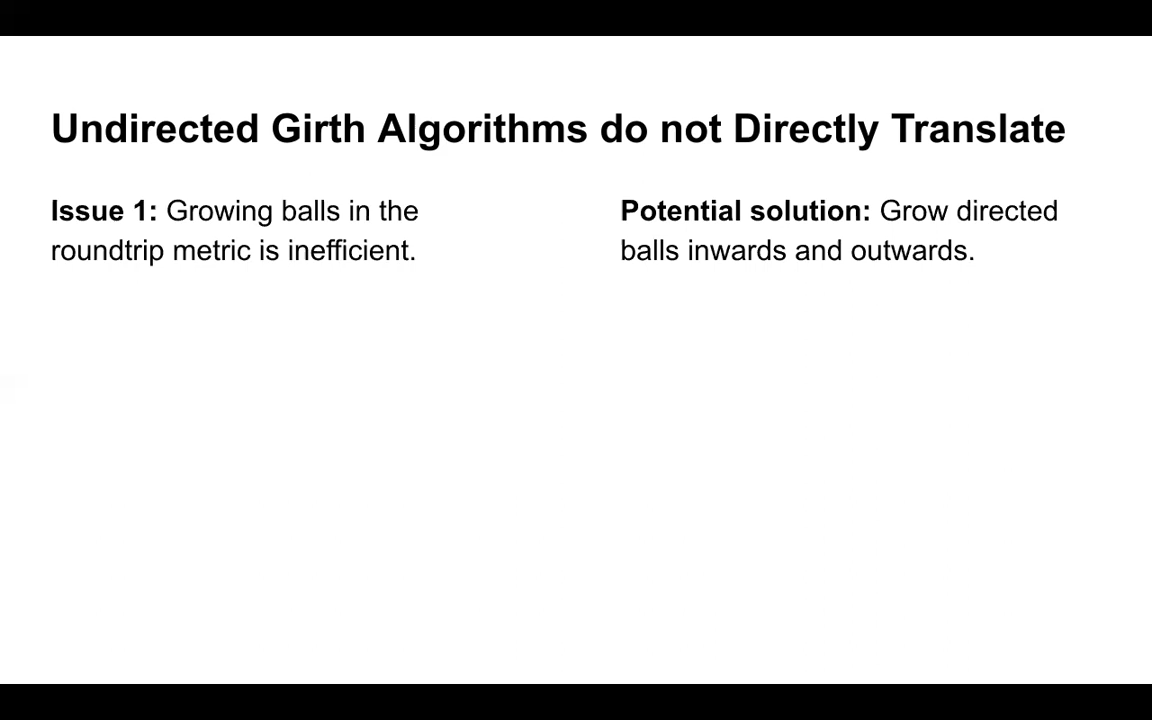 Undirected Girth Algorithms do not Directly Translate
Issue 1: Growing balls in the
roundtrip metric is inefficient.
Potential solution: Grow directed
balls inwards and outwards.